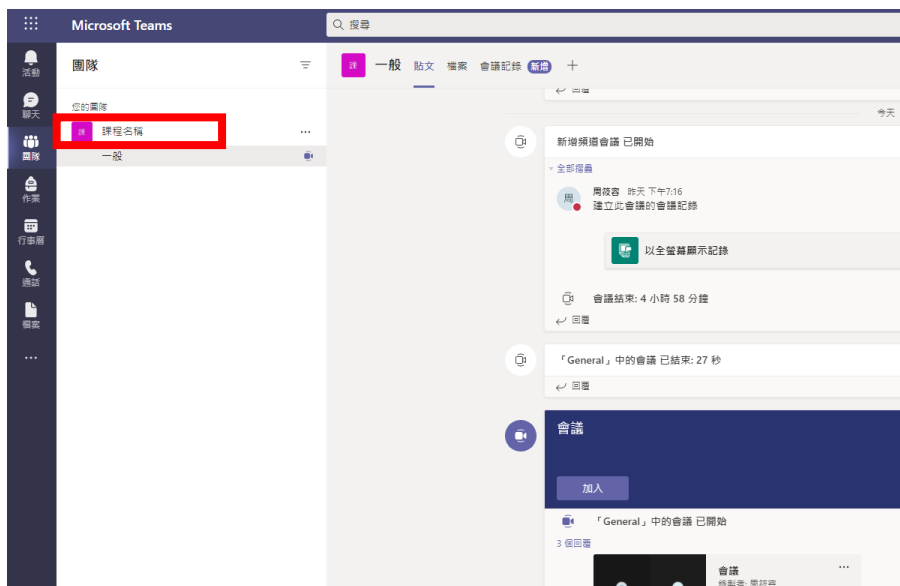 Microsoft Teams
搜尋
活動
聊天
團隊
作業
行事曆
通話
檔案
團隊
您的團隊
課 課程名稱
一般
課 一般 貼文 檔案 會議記錄 新增
回覆
今天
新增頻道會議 已開始
全部摺疊
周 周筱容 昨天 下午7:16
建立此會議的會議記錄
以全螢幕顯示記錄
會議結束: 4 小時 58 分鐘
回覆
「General」中的會議 已結束: 27 秒
回覆
會議
加入
「General」中的會議 已開始
3 個回覆
會議